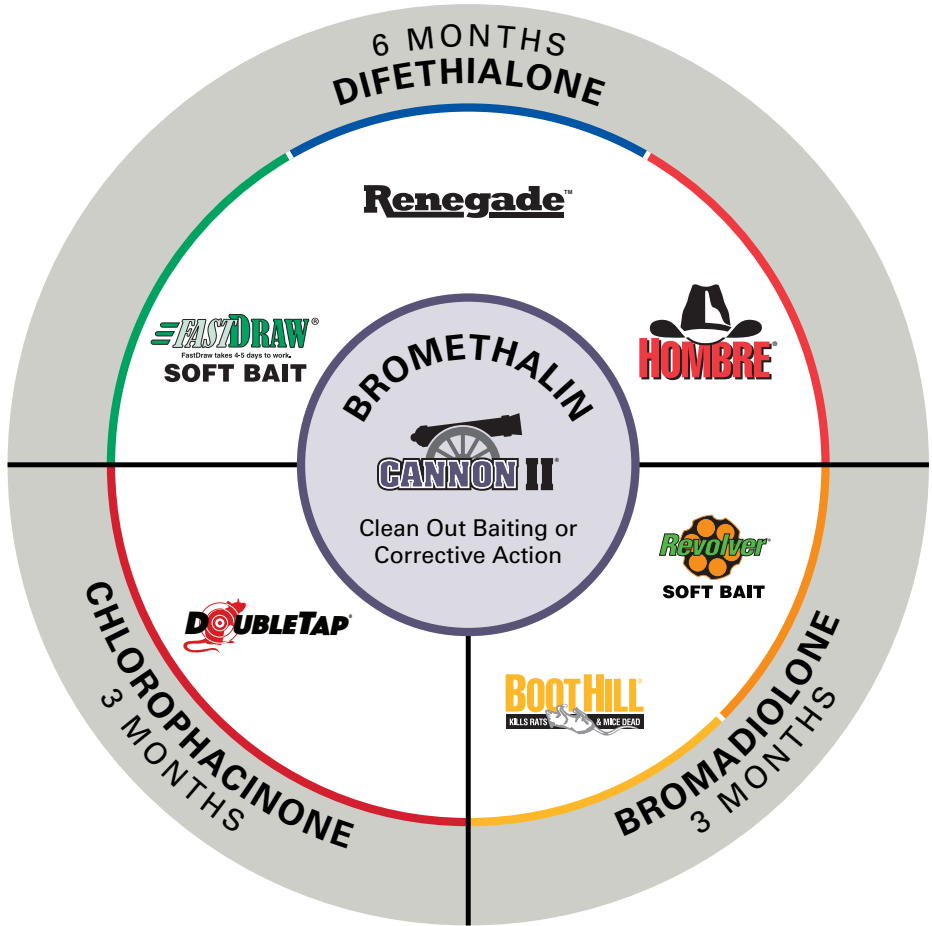 6 MONTHS
DIFETHIALONE
Renegade™
FASTDRAW®
FastDraw takes 4-5 days to work.
SOFT BAIT
HOMBRE®
BROMETHALIN
CANNON II®
Clean Out Baiting or
Corrective Action
Revolver®
SOFT BAIT
DOUBLETAP®
BOOTHILL®
KILLS RATS & MICE DEAD
CHLOROPHACINONE
3 MONTHS
BROMADIOLONE
3 MONTHS